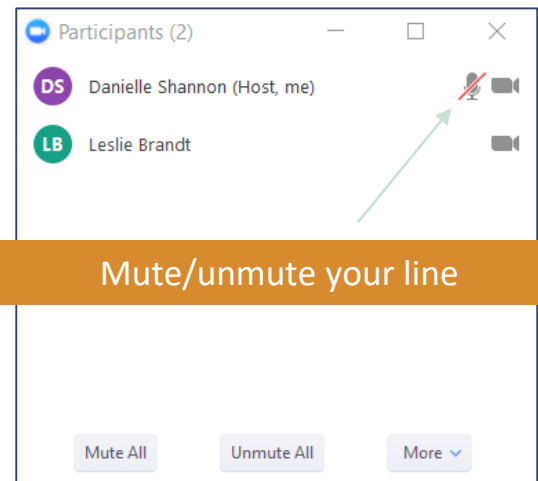 Participants (2)
DS Danielle Shannon (Host, me)
LB Leslie Brandt
Mute/unmute your line
Mute All Unmute All More